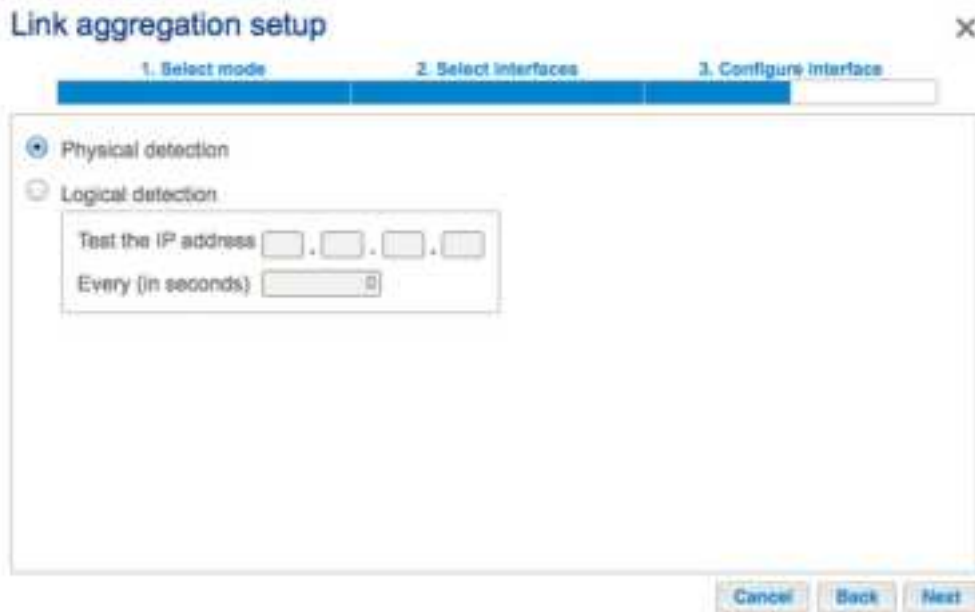 Link aggregation setup
1. Select mode 2. Select interfaces 3. Configure interface
Physical detection
Logical detection
Test the IP address . . .
Every (in seconds) 0
Cancel Back Next